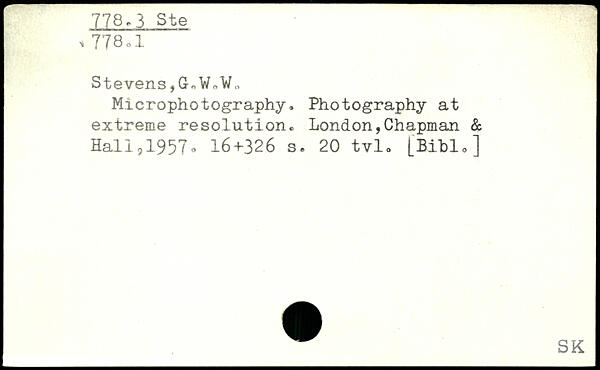 778.3 Ste
778.1
Stevens,G.W.W.
Microphotography. Photography at
extreme resolution. London,Chapman &
Hall,1957. 16+326 s. 20 tvl. [Bibl.]
SK